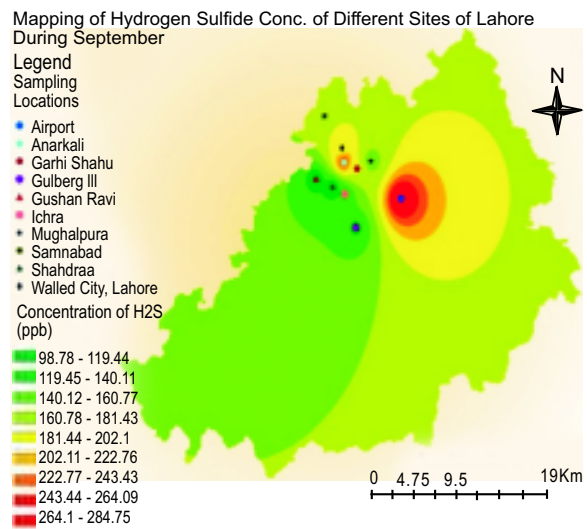 Mapping of Hydrogen Sulfide Conc. of Different Sites of Lahore
During September
Legend
Sampling
Locations
Airport
Anarkali
Garhi Shahu
Gulberg III
Gushan Ravi
Ichra
Mughalpura
Samnabad
Shahdraa
Walled City, Lahore
Concentration of H2S
(ppb)
98.78 - 119.44
119.45 - 140.11
140.12 - 160.77
160.78 - 181.43
181.44 - 202.1
202.11 - 222.76
222.77 - 243.43
243.44 - 264.09
264.1 - 284.75
N
0 4.75 9.5 19Km